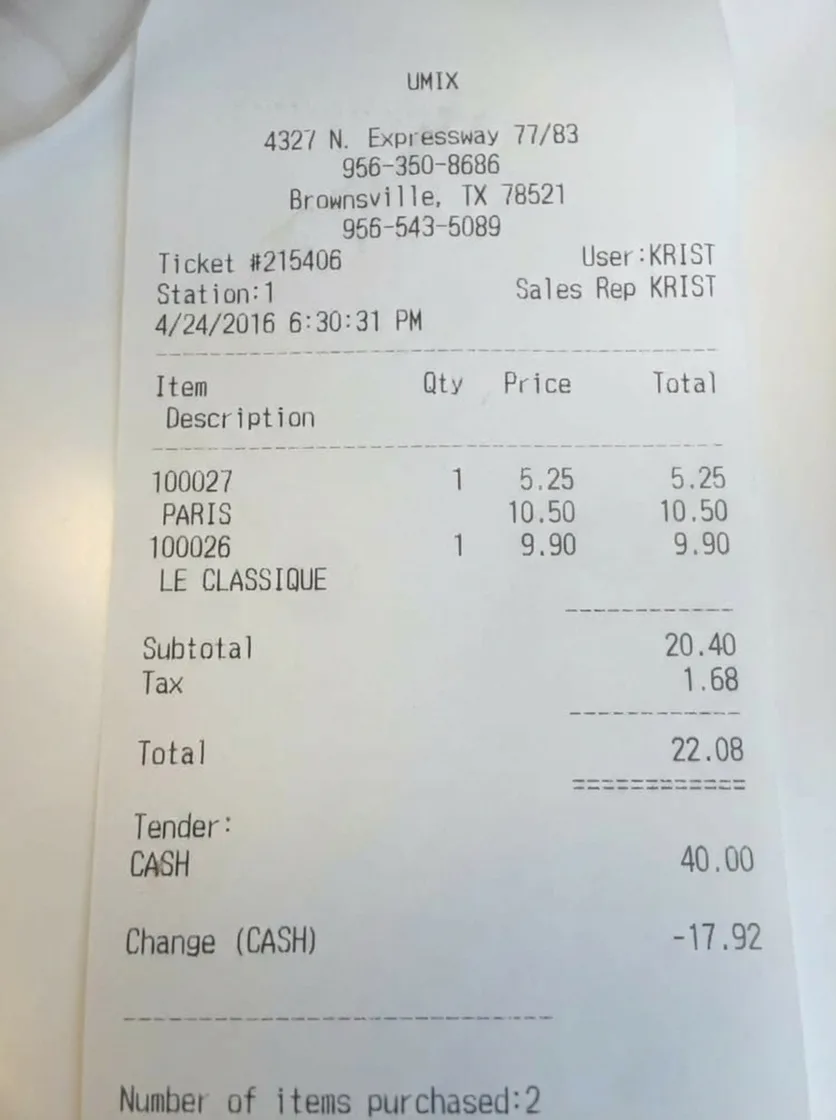 UMIX
4327 N. Expressway 77/83
956-350-8686
Brownsville, TX 78521
956-543-5089
Ticket #215406 User:KRIST
Station:1 Sales Rep KRIST
4/24/2016 6:30:31 PM
Item Qty Price Total
Description
100027 1 5.25 5.25
PARIS 10.50 10.50
100026 1 9.90 9.90
LE CLASSIQUE
Subtotal 20.40
Tax 1.68
Total 22.08
Tender:
CASH 40.00
Change (CASH) -17.92
Number of items purchased:2